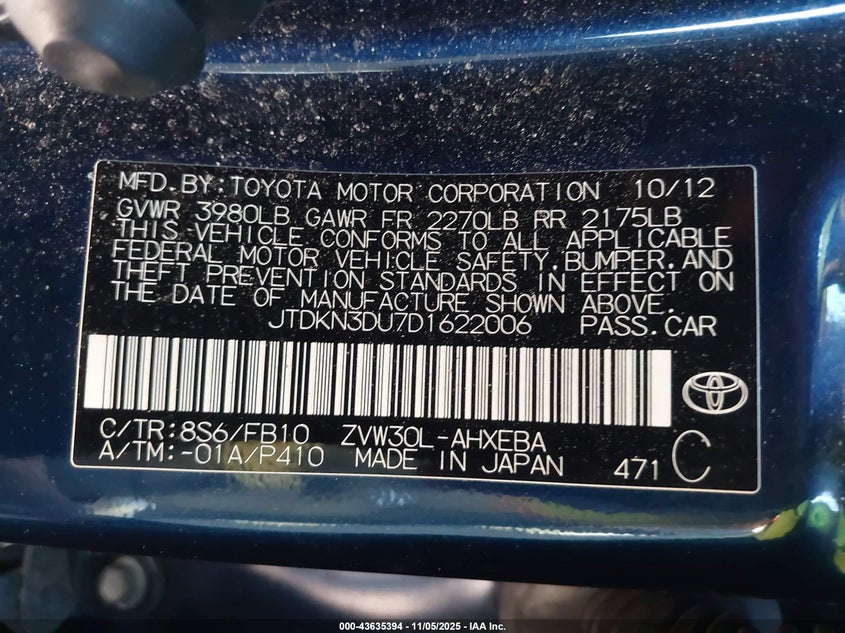 MFD.BY:TOYOTA MOTOR CORPORATION 10/12
GVWR 3980LB GAWR FR 2270LB RR 2175LB
THIS VEHICLE CONFORMS TO ALL APPLICABLE
FEDERAL MOTOR VEHICLE SAFETY,BUMPER,AND
THEFT PREVENTION STANDARDS IN EFFECT ON
THE DATE OF MANUFACTURE SHOWN ABOVE.
JTDKN3DU7D1622006 PASS.CAR
C/TR:8S6/FB10 ZVW30L-AHXEBA
A/TM:-01A/P410 MADE IN JAPAN 471 C
000-43635394 - 11/05/2025 - IAA Inc.